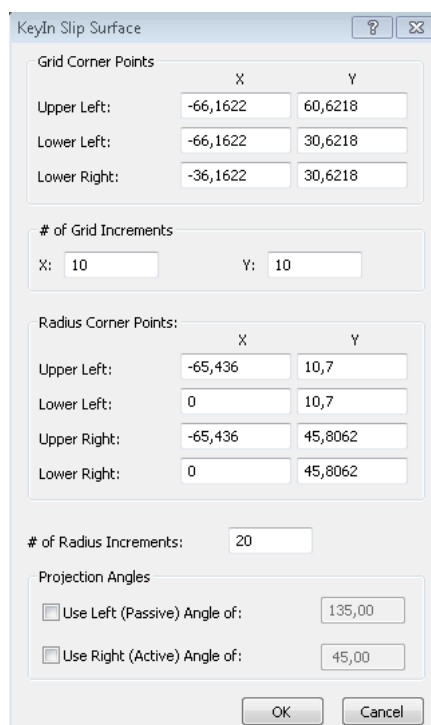 KeyIn Slip Surface
Grid Corner Points
X Y
Upper Left: -66,1622 60,6218
Lower Left: -66,1622 30,6218
Lower Right: -36,1622 30,6218
# of Grid Increments
X: 10 Y: 10
Radius Corner Points:
X Y
Upper Left: -65,436 10,7
Lower Left: 0 10,7
Upper Right: -65,436 45,8062
Lower Right: 0 45,8062
# of Radius Increments: 20
Projection Angles
Use Left (Passive) Angle of: 135,00
Use Right (Active) Angle of: 45,00
OK Cancel